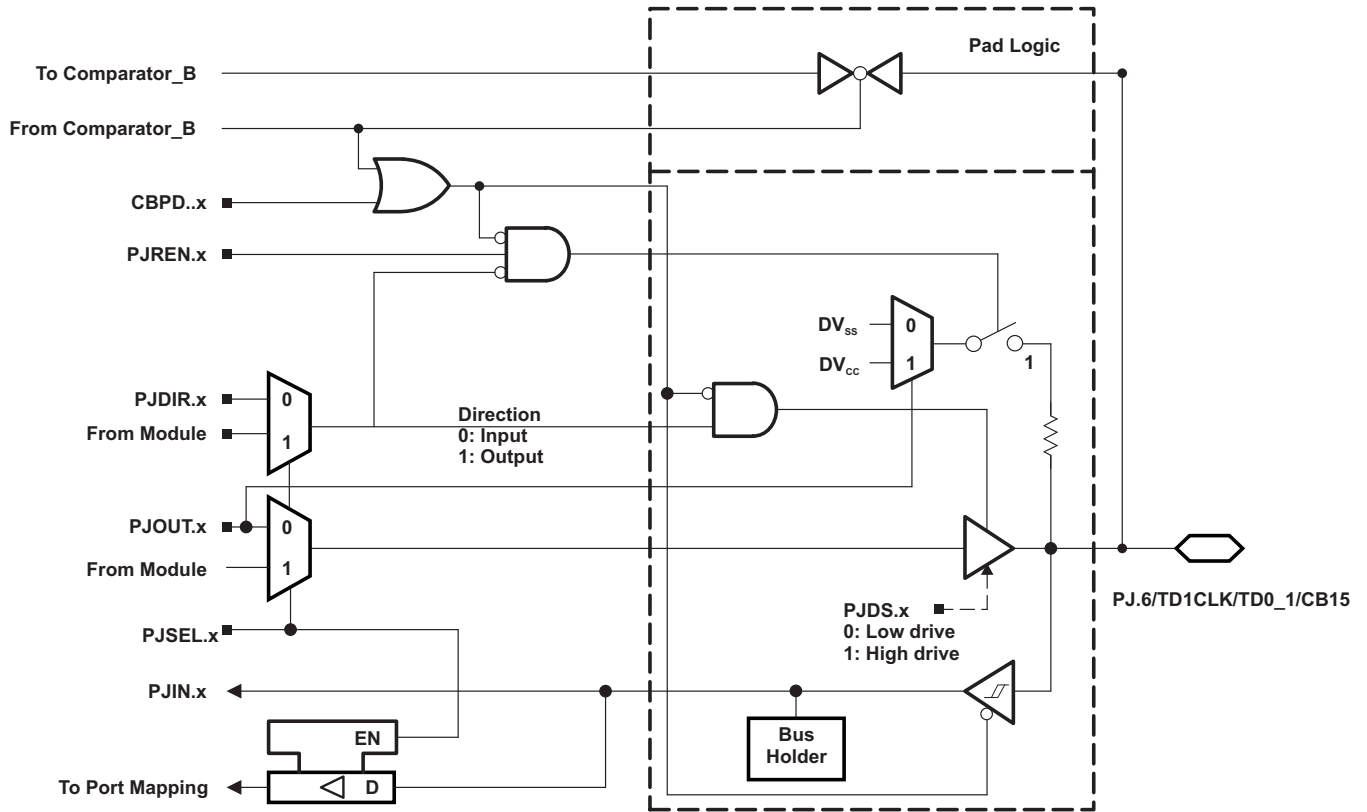 Pad Logic
To Comparator_B
From Comparator_B
CBPD..x
PJREN.x
DVss
0
DVcc
1
1
PJDIR.x
0
From Module
1
Direction
0: Input
1: Output
PJOUT.x
0
From Module
1
PJDS.x
0: Low drive
1: High drive
PJ.6/TD1CLK/TD0_1/CB15
PJSEL.x
PJIN.x
Bus
Holder
EN
To Port Mapping
D